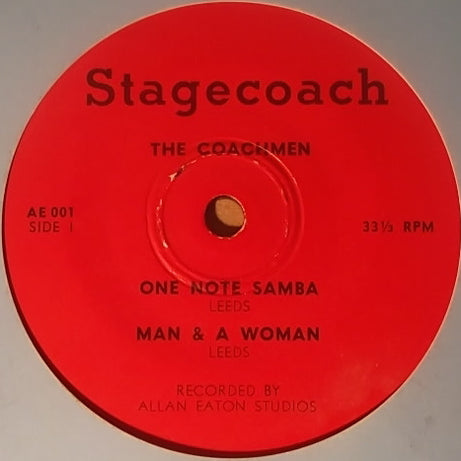 Stagecoach
THE COACHMEN
AE 001
SIDE 1
33⅓ RPM
ONE NOTE SAMBA
LEEDS
MAN & A WOMAN
LEEDS
RECORDED BY
ALLAN EATON STUDIOS